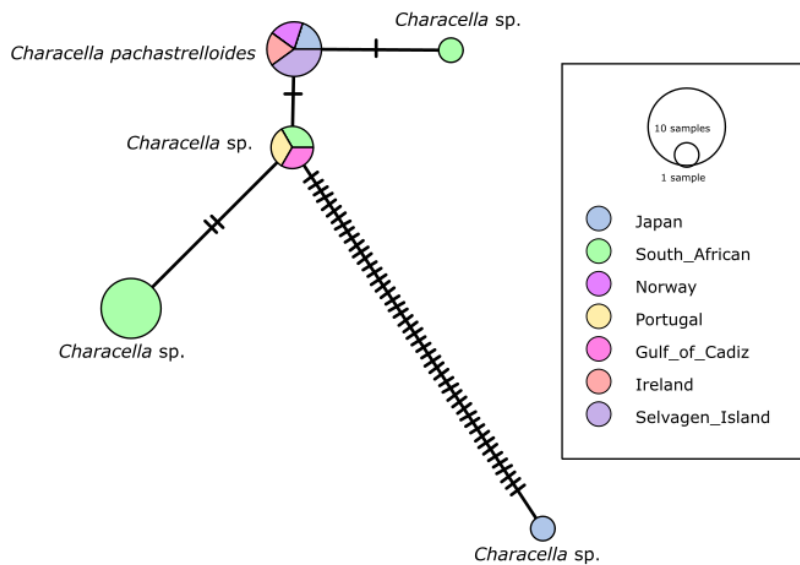 Characella sp.
Characella pachastrelloides
Characella sp.
Characella sp.
Characella sp.
10 samples
1 sample
Japan
South_African
Norway
Portugal
Gulf_of_Cadiz
Ireland
Selvagen_Island